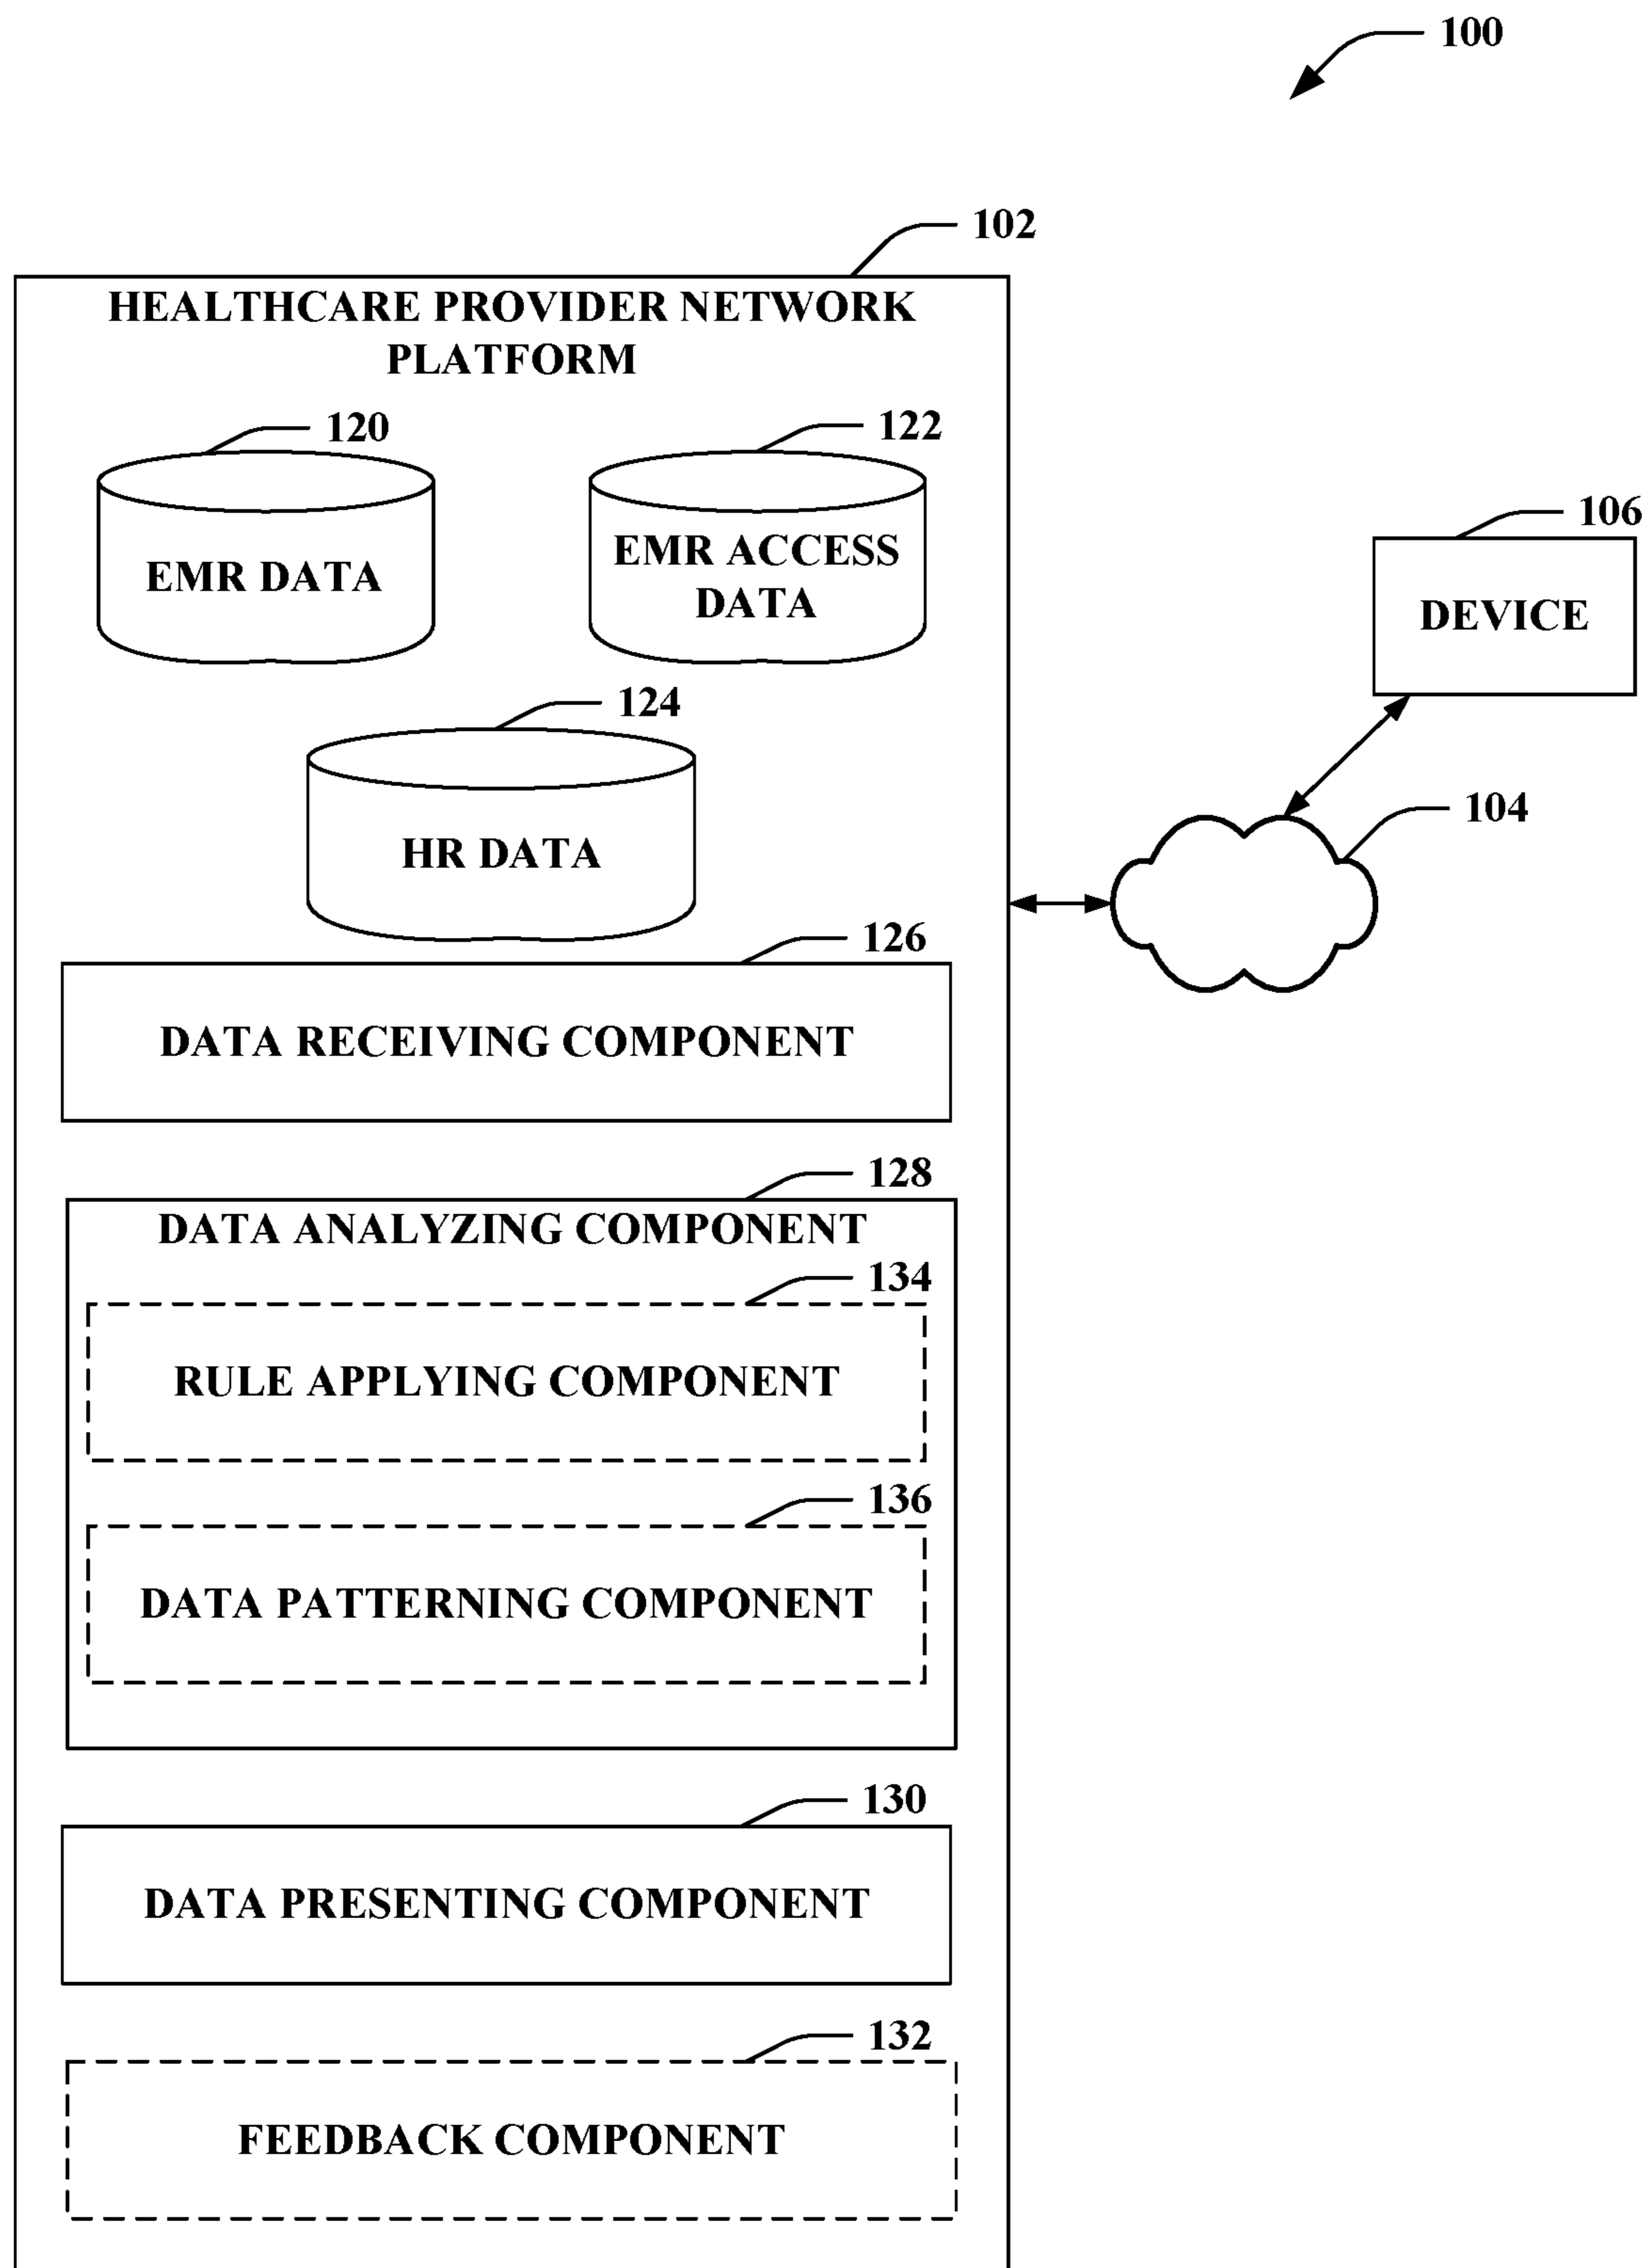 100
102
HEALTHCARE PROVIDER NETWORK
PLATFORM
120
122
EMR DATA
EMR ACCESS
DATA
106
DEVICE
124
HR DATA
104
126
DATA RECEIVING COMPONENT
128
DATA ANALYZING COMPONENT
134
RULE APPLYING COMPONENT
136
DATA PATTERNING COMPONENT
130
DATA PRESENTING COMPONENT
132
FEEDBACK COMPONENT